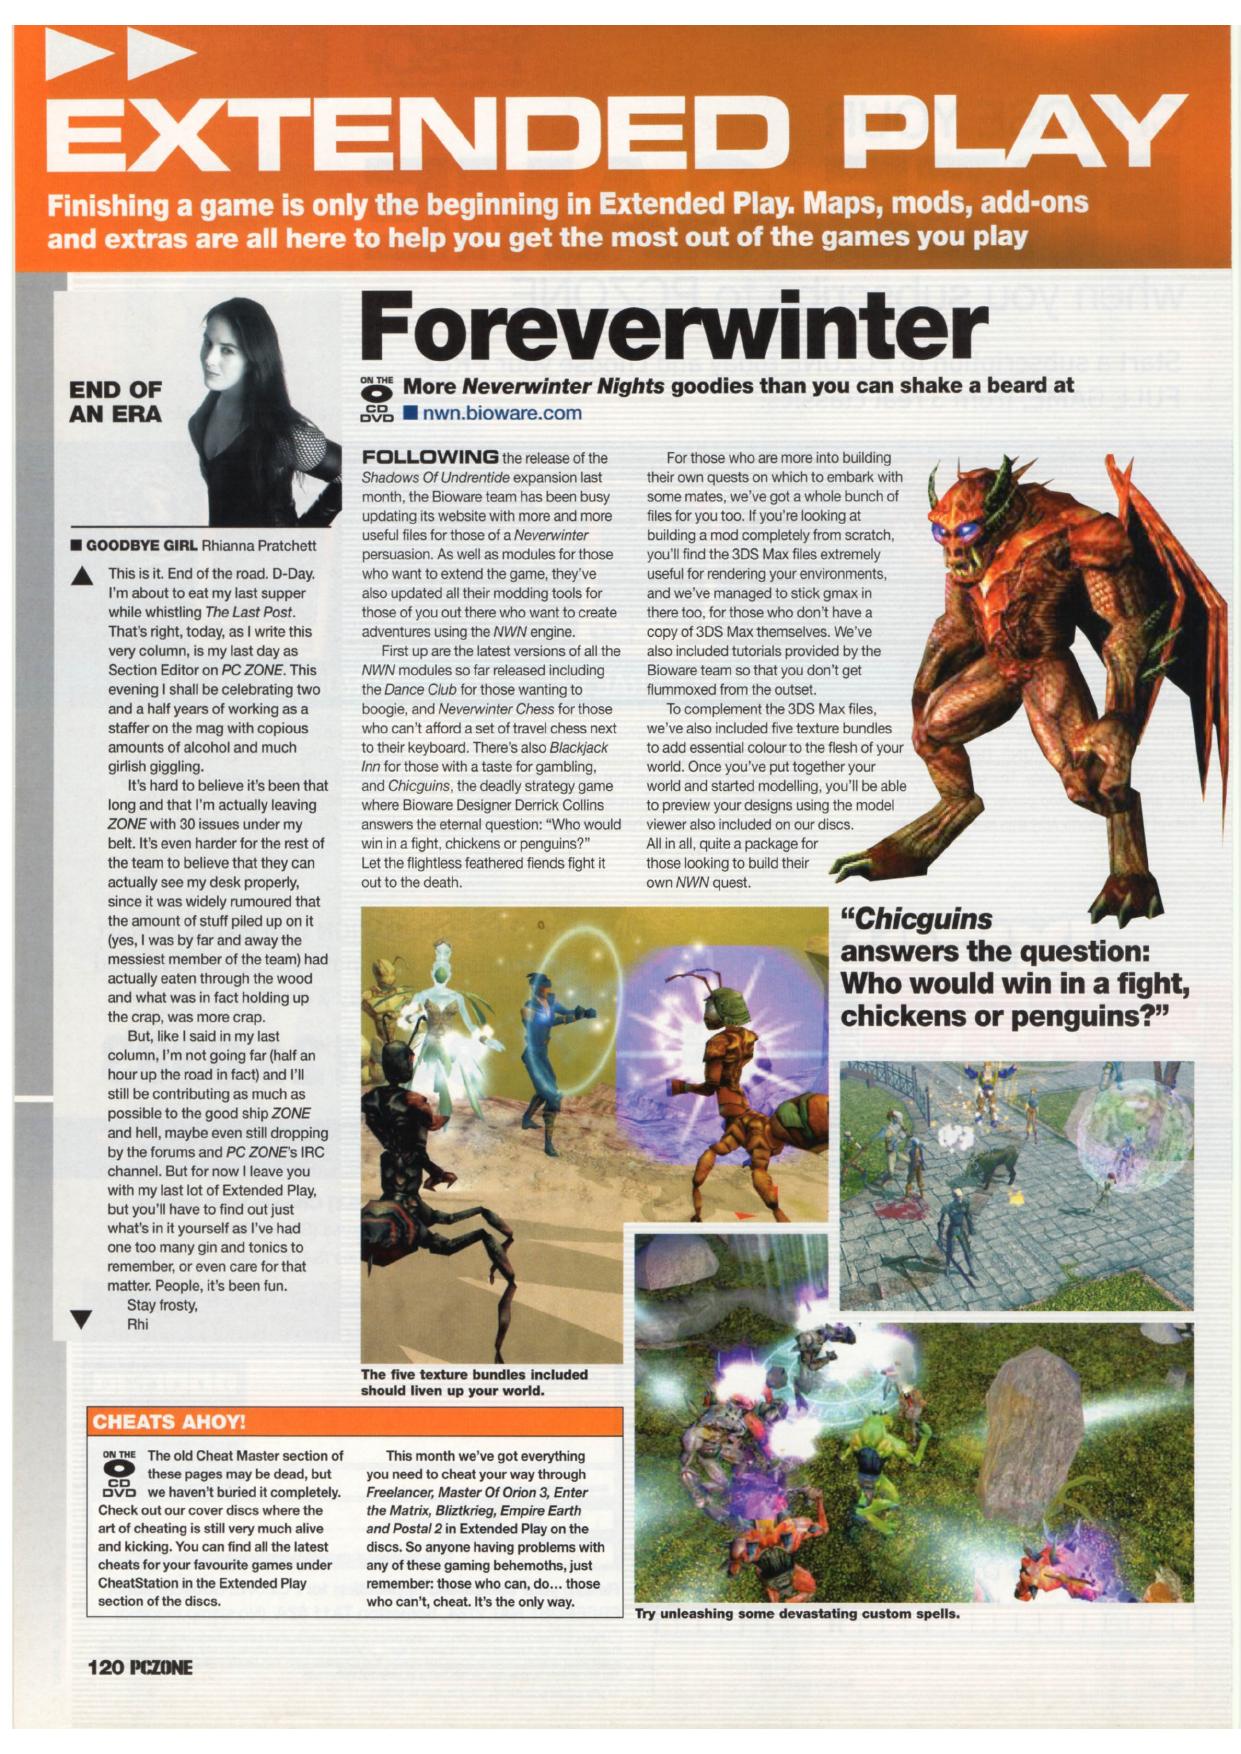 EXTENDED PLAY
Finishing a game is only the beginning in Extended Play. Maps, mods, add-ons
and extras are all here to help you get the most out of the games you play
END OF
AN ERA
■ GOODBYE GIRL Rhianna Pratchett
This is it. End of the road. D-Day.
I'm about to eat my last supper
while whistling The Last Post.
That's right, today, as I write this
very column, is my last day as
Section Editor on PC ZONE. This
evening I shall be celebrating two
and a half years of working as a
staffer on the mag with copious
amounts of alcohol and much
girlish giggling.
It's hard to believe it's been that
long and that I'm actually leaving
ZONE with 30 issues under my
belt. It's even harder for the rest of
the team to believe that they can
actually see my desk properly,
since it was widely rumoured that
the amount of stuff piled up on it
(yes, I was by far and away the
messiest member of the team) had
actually eaten through the wood
and what was in fact holding up
the crap, was more crap.
But, like I said in my last
column, I'm not going far (half an
hour up the road in fact) and I'll
still be contributing as much as
possible to the good ship ZONE
and hell, maybe even still dropping
by the forums and PC ZONE's IRC
channel. But for now I leave you
with my last lot of Extended Play,
but you'll have to find out just
what's in it yourself as I've had
one too many gin and tonics to
remember, or even care for that
matter. People, it's been fun.
Stay frosty,
Rhi
Foreverwinter
ON THE
CD
DVD
More Neverwinter Nights goodies than you can shake a beard at
■ nwn.bioware.com
FOLLOWING the release of the
Shadows Of Undrentide expansion last
month, the Bioware team has been busy
updating its website with more and more
useful files for those of a Neverwinter
persuasion. As well as modules for those
who want to extend the game, they've
also updated all their modding tools for
those of you out there who want to create
adventures using the NWN engine.
First up are the latest versions of all the
NWN modules so far released including
the Dance Club for those wanting to
boogie, and Neverwinter Chess for those
who can't afford a set of travel chess next
to their keyboard. There's also Blackjack
Inn for those with a taste for gambling,
and Chicguins, the deadly strategy game
where Bioware Designer Derrick Collins
answers the eternal question: "Who would
win in a fight, chickens or penguins?"
Let the flightless feathered fiends fight it
out to the death.
For those who are more into building
their own quests on which to embark with
some mates, we've got a whole bunch of
files for you too. If you're looking at
building a mod completely from scratch,
you'll find the 3DS Max files extremely
useful for rendering your environments,
and we've managed to stick gmax in
there too, for those who don't have a
copy of 3DS Max themselves. We've
also included tutorials provided by the
Bioware team so that you don't get
flummoxed from the outset.
To complement the 3DS Max files,
we've also included five texture bundles
to add essential colour to the flesh of your
world. Once you've put together your
world and started modelling, you'll be able
to preview your designs using the model
viewer also included on our discs.
All in all, quite a package for
those looking to build their
own NWN quest.
"Chicguins
answers the question:
Who would win in a fight,
chickens or penguins?"
The five texture bundles included
should liven up your world.
Try unleashing some devastating custom spells.
CHEATS AHOY!
ON THE
CD
DVD
The old Cheat Master section of
these pages may be dead, but
we haven't buried it completely.
Check out our cover discs where the
art of cheating is still very much alive
and kicking. You can find all the latest
cheats for your favourite games under
CheatStation in the Extended Play
section of the discs.
This month we've got everything
you need to cheat your way through
Freelancer, Master Of Orion 3, Enter
the Matrix, Bliztkrieg, Empire Earth
and Postal 2 in Extended Play on the
discs. So anyone having problems with
any of these gaming behemoths, just
remember: those who can, do... those
who can't, cheat. It's the only way.
120 PCZONE